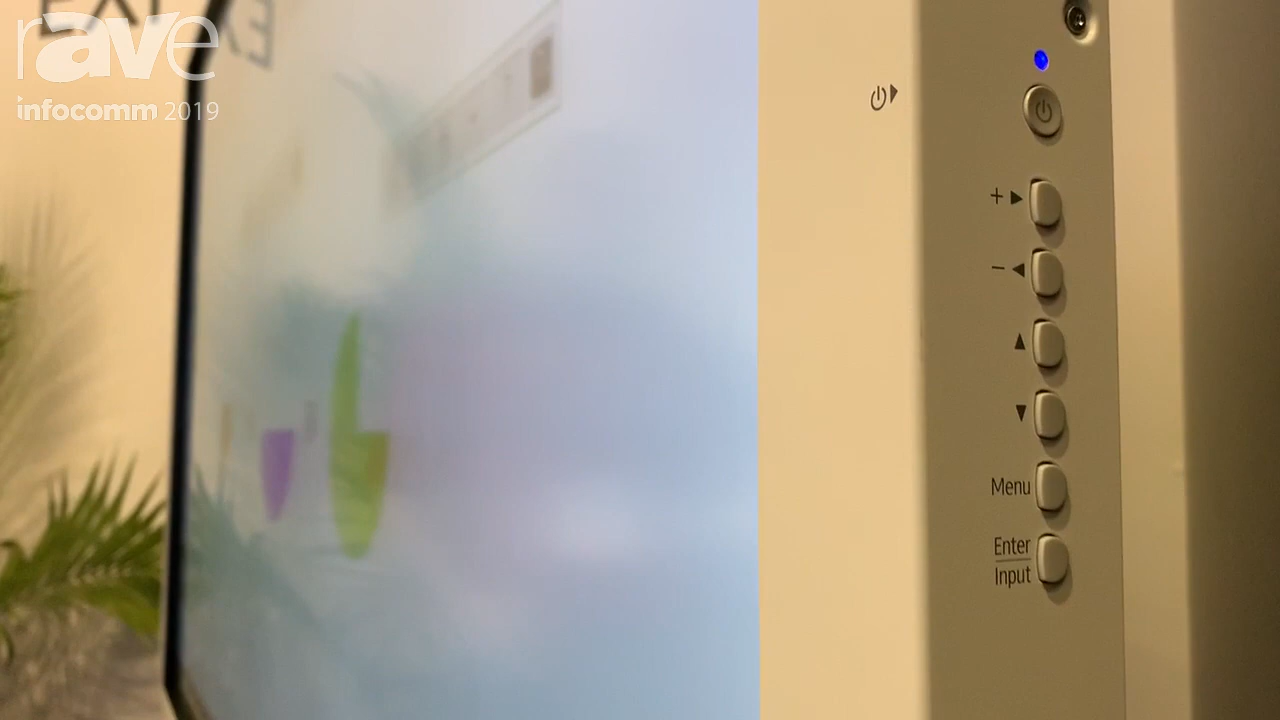 rave
infocomm 2019
+
−
Menu
Enter
Input